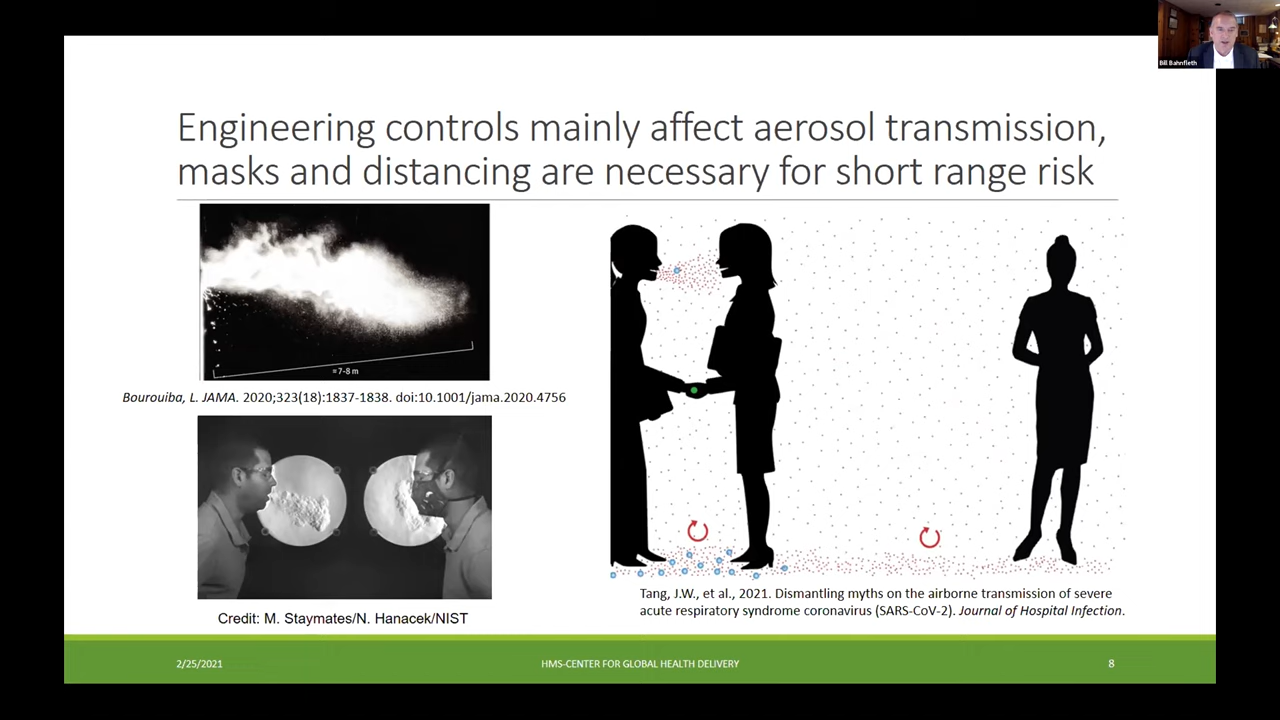 Bill Bahnfleth
Engineering controls mainly affect aerosol transmission,
masks and distancing are necessary for short range risk
≈7-8 m
Bourouiba, L. JAMA. 2020;323(18):1837-1838. doi:10.1001/jama.2020.4756
Credit: M. Staymates/N. Hanacek/NIST
Tang, J.W., et al., 2021. Dismantling myths on the airborne transmission of severe
acute respiratory syndrome coronavirus (SARS-CoV-2). Journal of Hospital Infection.
2/25/2021
HMS-CENTER FOR GLOBAL HEALTH DELIVERY
8